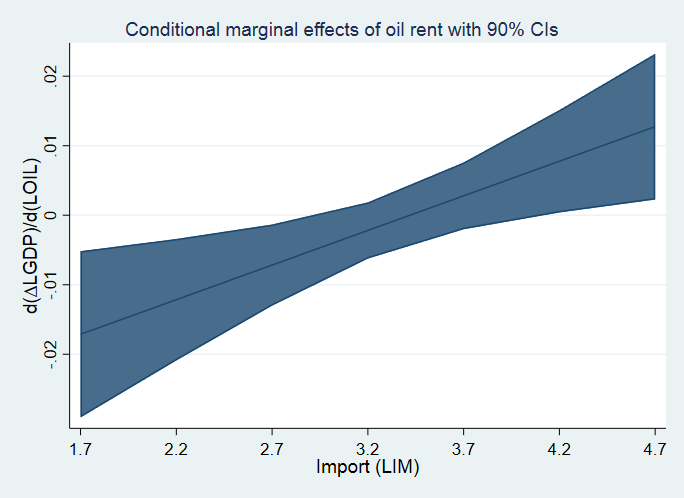 Conditional marginal effects of oil rent with 90% CIs
d(ΔLGDP)/d(LOIL)
.02
.01
0
-.01
-.02
1.7 2.2 2.7 3.2 3.7 4.2 4.7
Import (LIM)